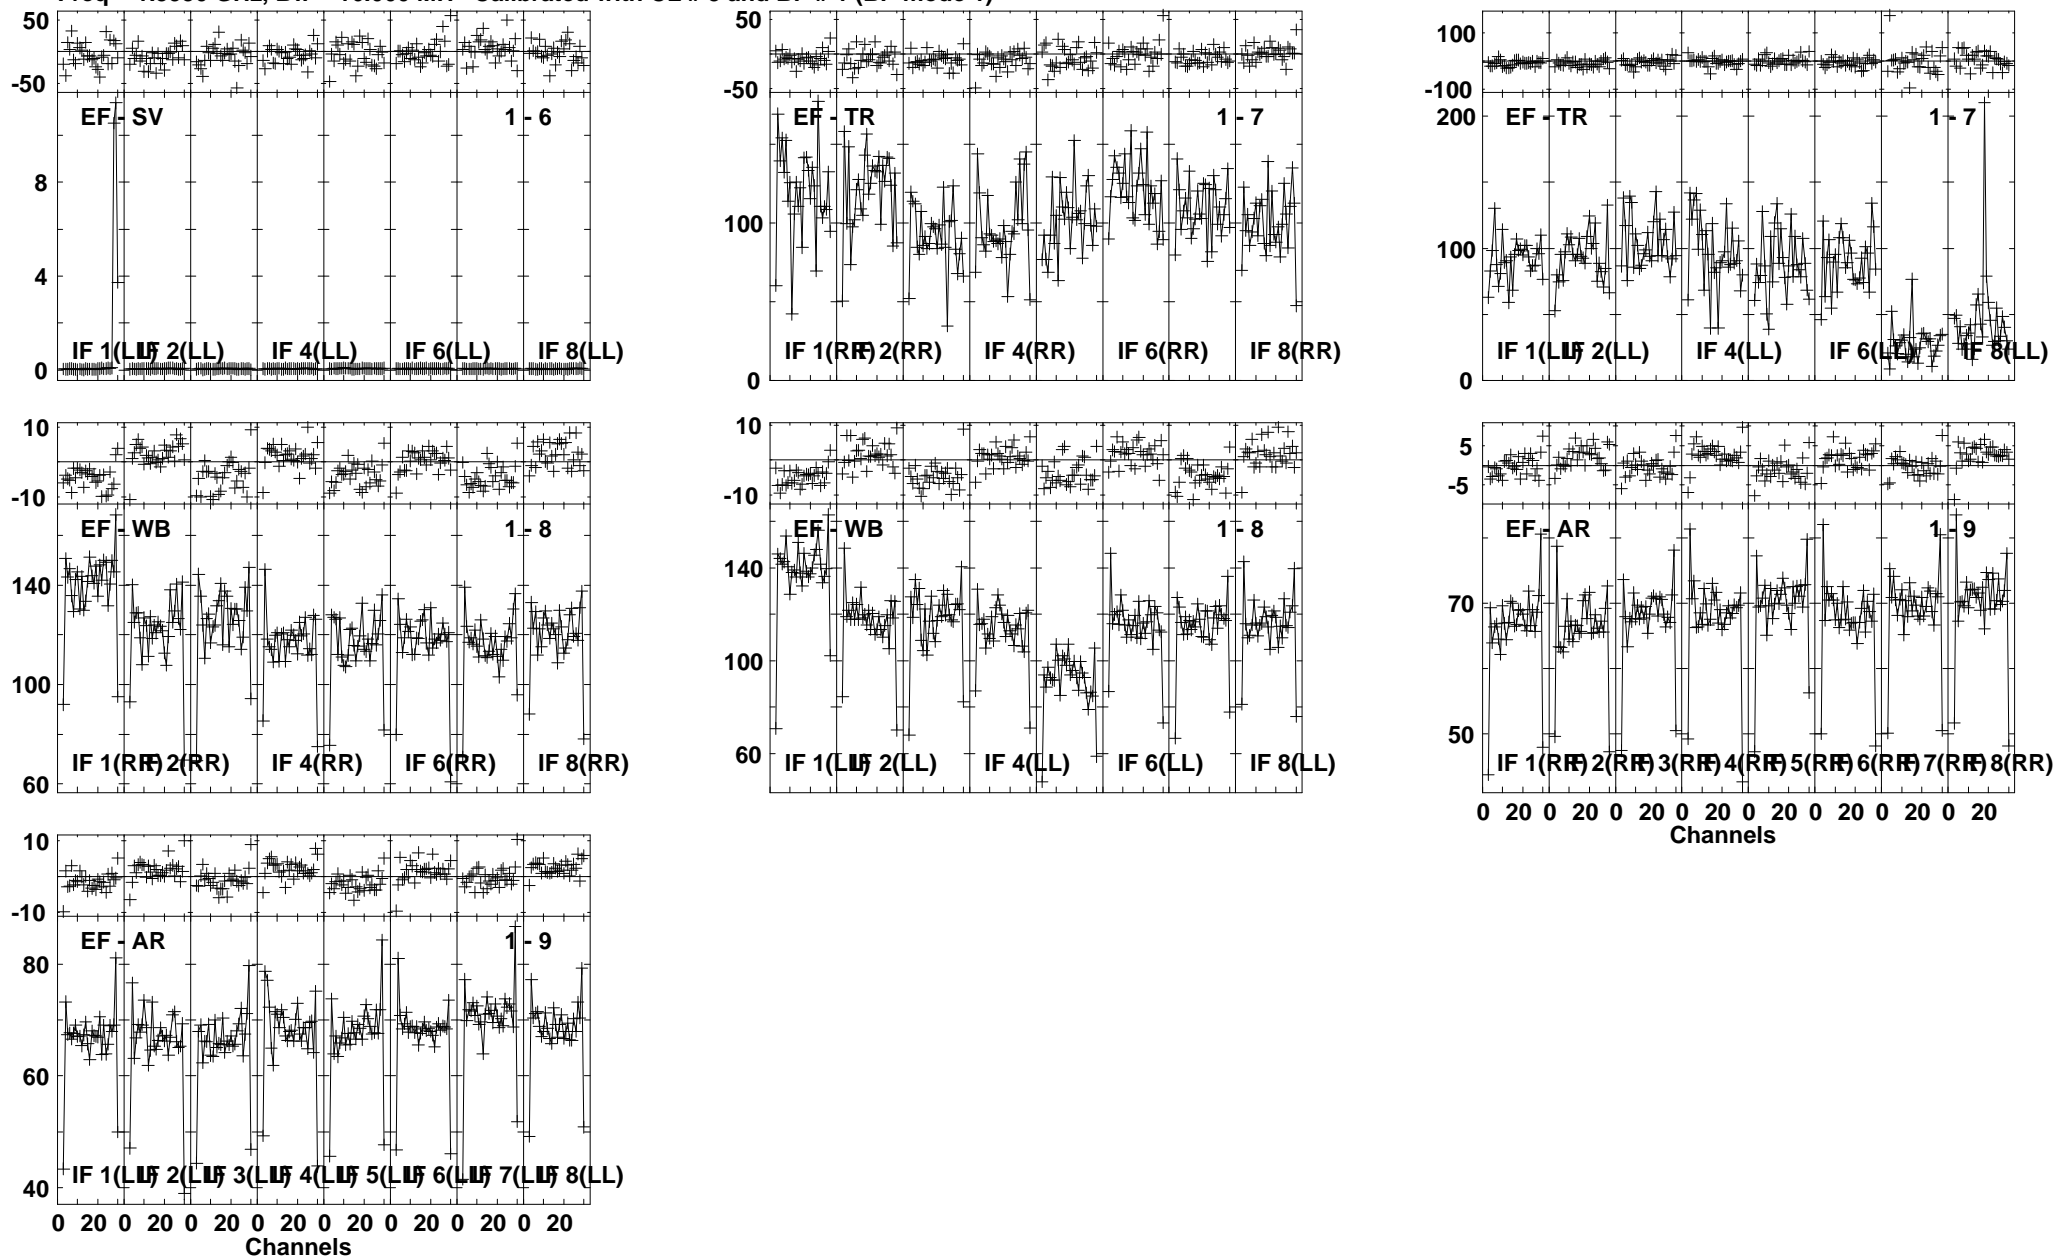 50
-50
EF - SV 1 - 6
8
4
0
IF 1(LL) IF 2(LL) IF 4(LL) IF 6(LL) IF 8(LL)
50
-50
EF - TR 1 - 7
100
0
IF 1(RR) IF 2(RR) IF 4(RR) IF 6(RR) IF 8(RR)
100
-100
EF - TR 1 - 7
200
100
0
IF 1(LL) IF 2(LL) IF 4(LL) IF 6(LL) IF 8(LL)
10
-10
EF - WB 1 - 8
140
100
60
IF 1(RR) IF 2(RR) IF 4(RR) IF 6(RR) IF 8(RR)
10
-10
EF - WB 1 - 8
140
100
60
IF 1(LL) IF 2(LL) IF 4(LL) IF 6(LL) IF 8(LL)
5
-5
EF - AR 1 - 9
70
50
IF 1(RR) IF 2(RR) IF 3(RR) IF 4(RR) IF 5(RR) IF 6(RR) IF 7(RR) IF 8(RR)
0 20 0 20 0 20 0 20 0 20 0 20 0 20 0 20
Channels
10
-10
EF - AR 1 - 9
80
60
40
IF 1(LL) IF 2(LL) IF 3(LL) IF 4(LL) IF 5(LL) IF 6(LL) IF 7(LL) IF 8(LL)
0 20 0 20 0 20 0 20 0 20 0 20 0 20 0 20
Channels